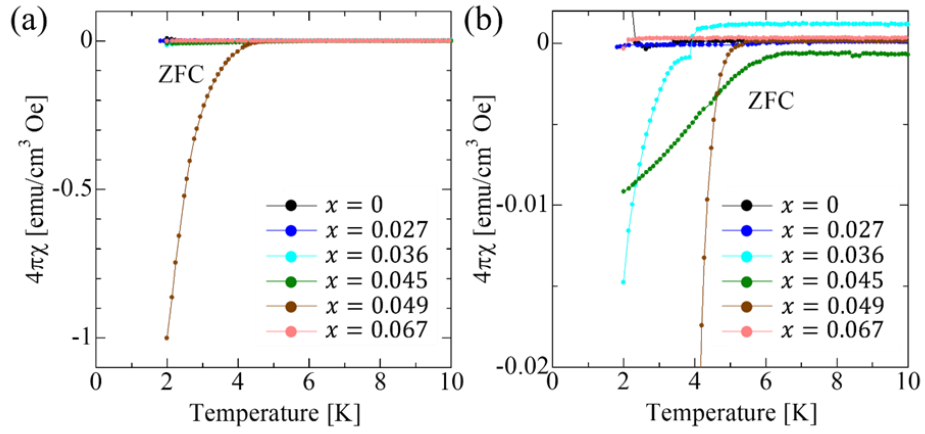 (a)
0
-0.5
-1
4πχ [emu/cm³ Oe]
ZFC
x = 0
x = 0.027
x = 0.036
x = 0.045
x = 0.049
x = 0.067
0 2 4 6 8 10
Temperature [K]
(b)
0
-0.01
-0.02
4πχ [emu/cm³ Oe]
ZFC
x = 0
x = 0.027
x = 0.036
x = 0.045
x = 0.049
x = 0.067
0 2 4 6 8 10
Temperature [K]